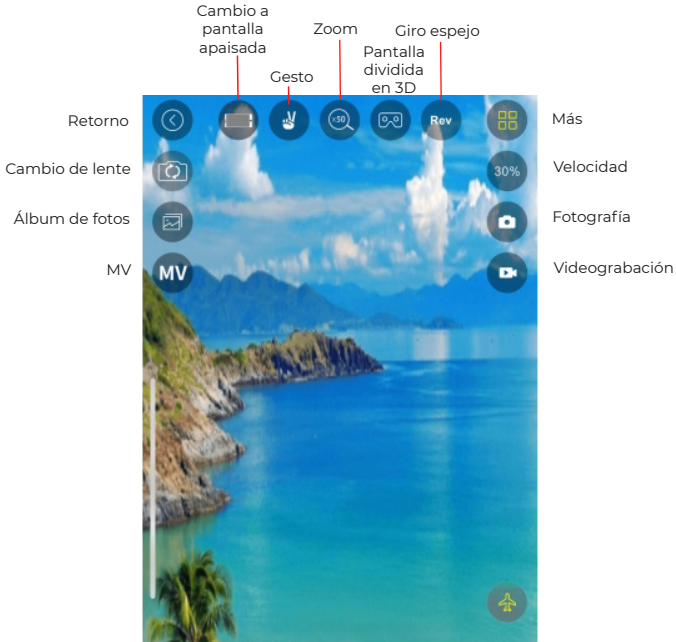 Cambio a
pantalla
apaisada
Zoom
Giro espejo
Pantalla
dividida
en 3D
Gesto
Retorno
x50
Rev
Más
Cambio de lente
30%
Velocidad
Álbum de fotos
Fotografía
MV
MV
Videograbación